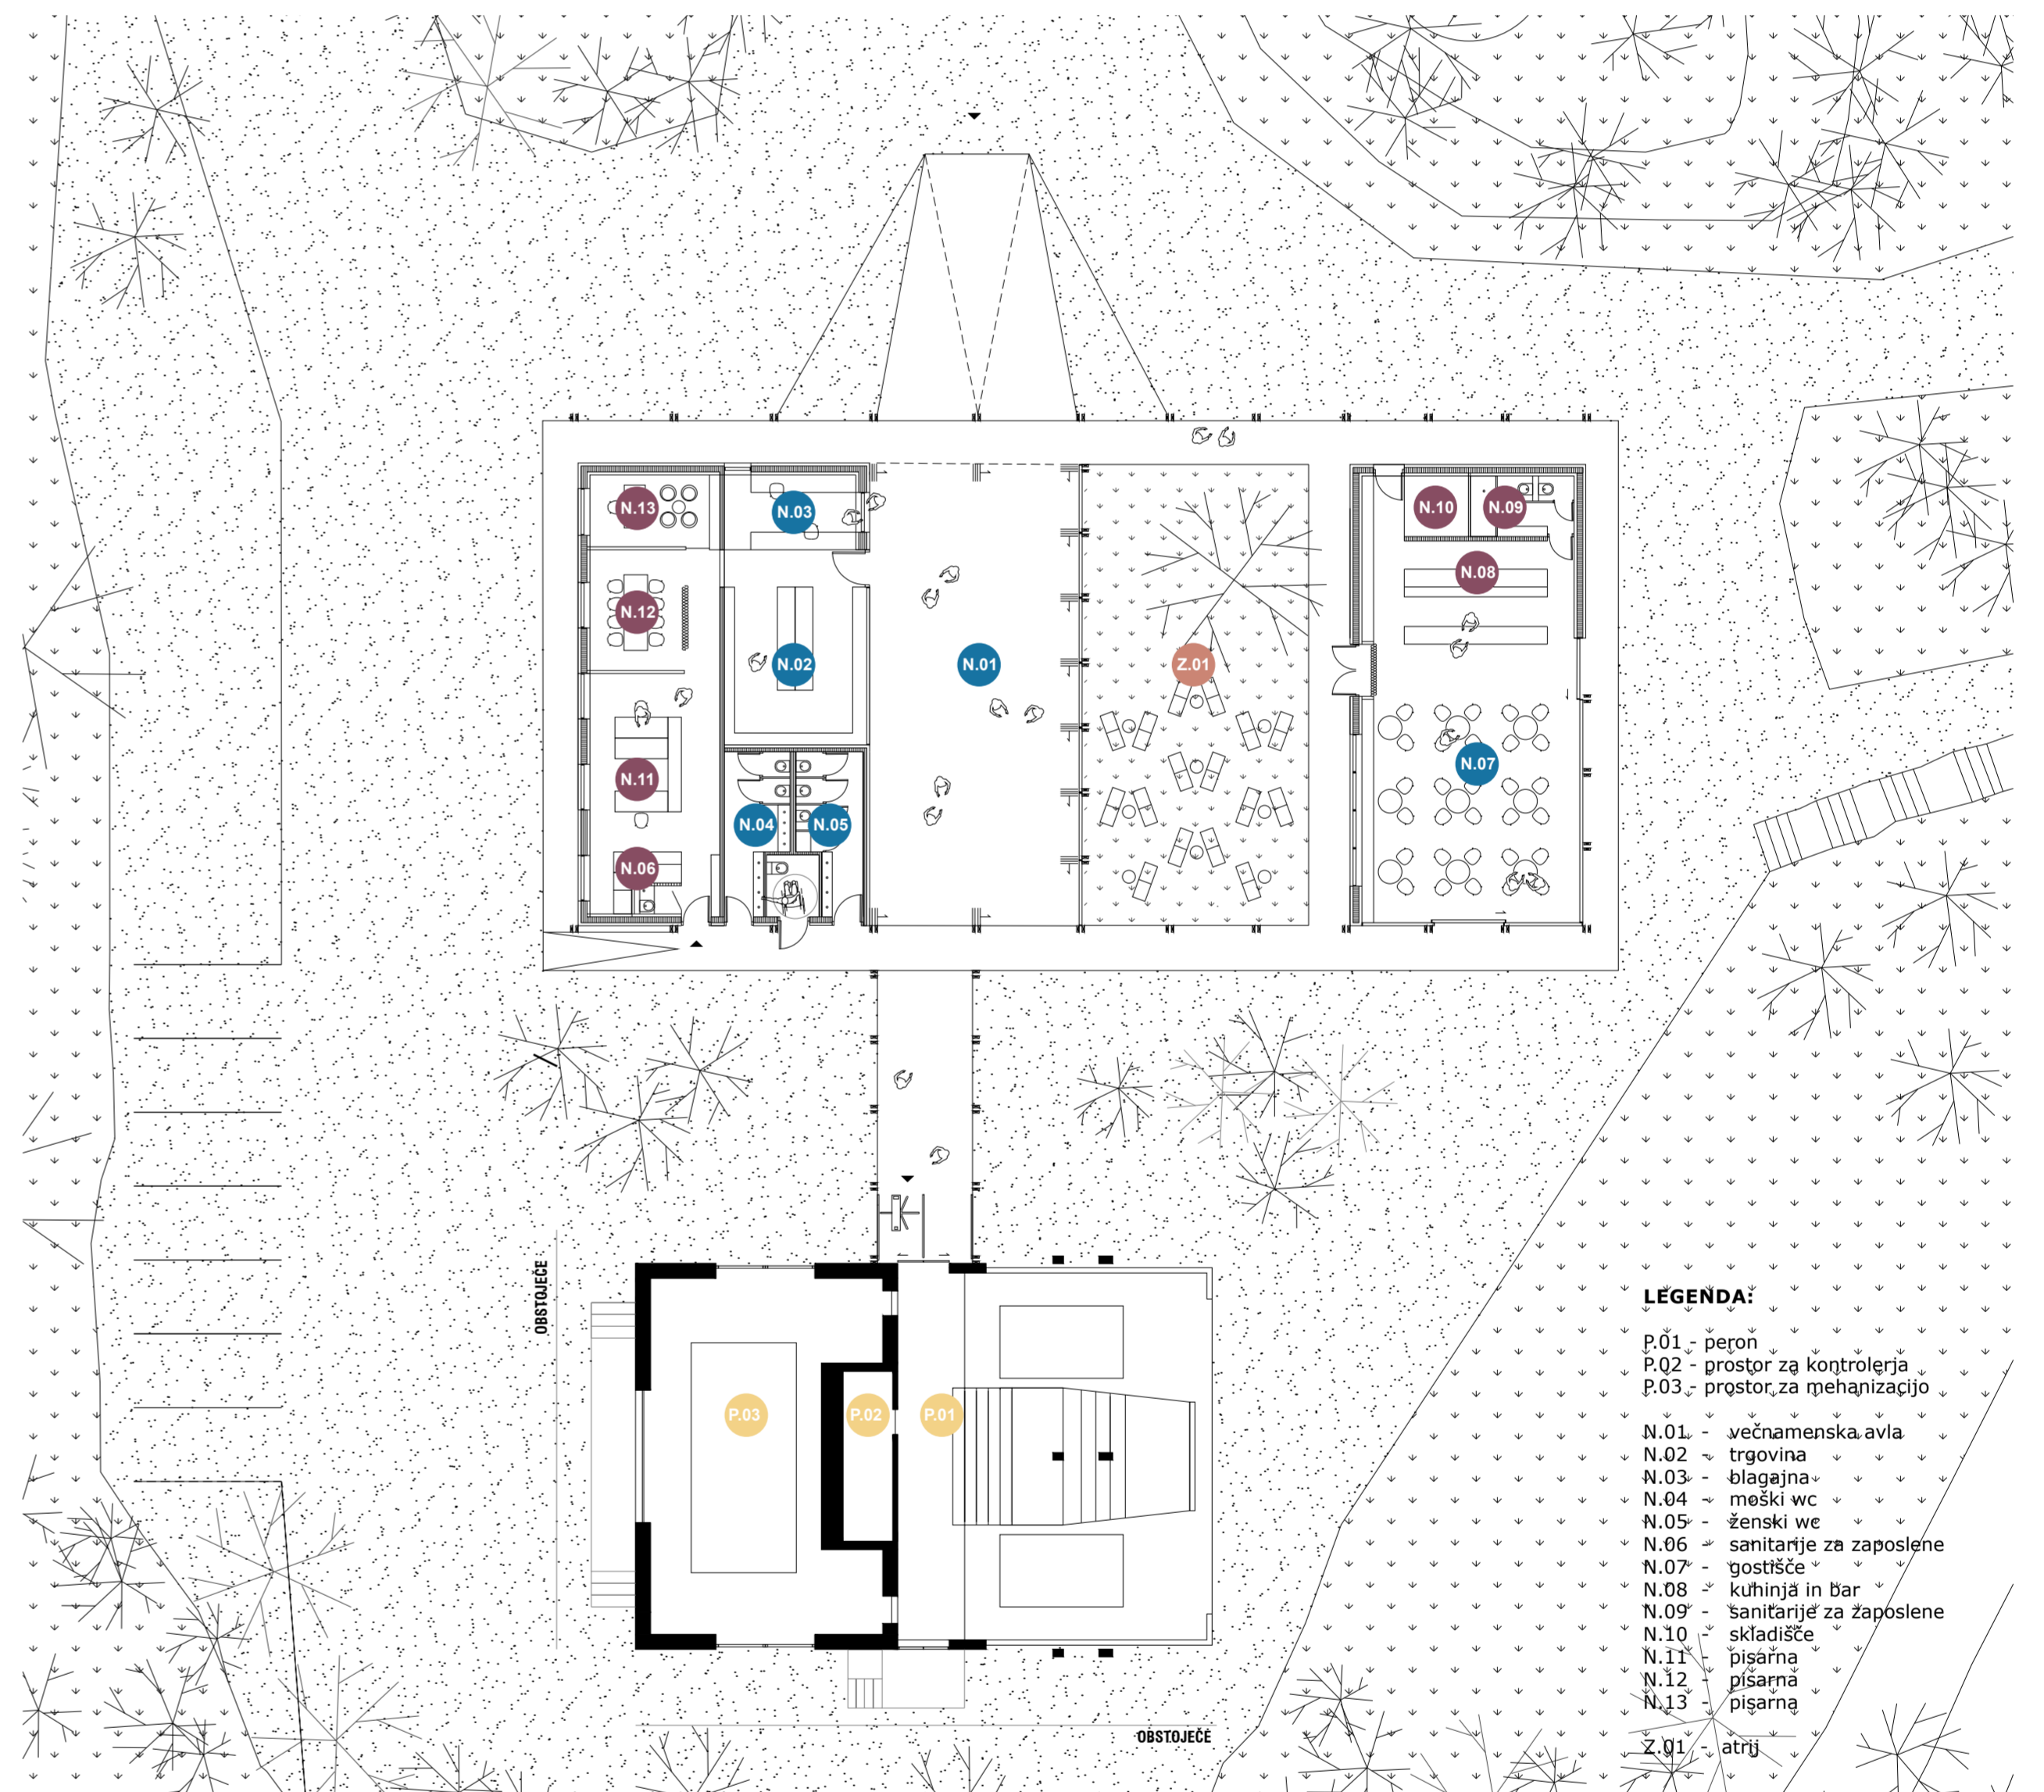 N.13
N.03
N.10
N.09
N.08
N.12
N.02
N.01
Z.01
N.11
N.07
N.04
N.05
N.06
OBSTOJEČE
P.03
P.02
P.01
OBSTOJEČE
LEGENDA:
P.01 - peron
P.02 - prostor za kontrolerja
P.03 - prostor za mehanizacijo
N.01 - večnamenska avla
N.02 - trgovina
N.03 - blagajna
N.04 - moški wc
N.05 - ženski wc
N.06 - sanitarije za zaposlene
N.07 - gostišče
N.08 - kuhinja in bar
N.09 - sanitarije za zaposlene
N.10 - skladišče
N.11 - pisarna
N.12 - pisarna
N.13 - pisarna
Z.01 - atrij